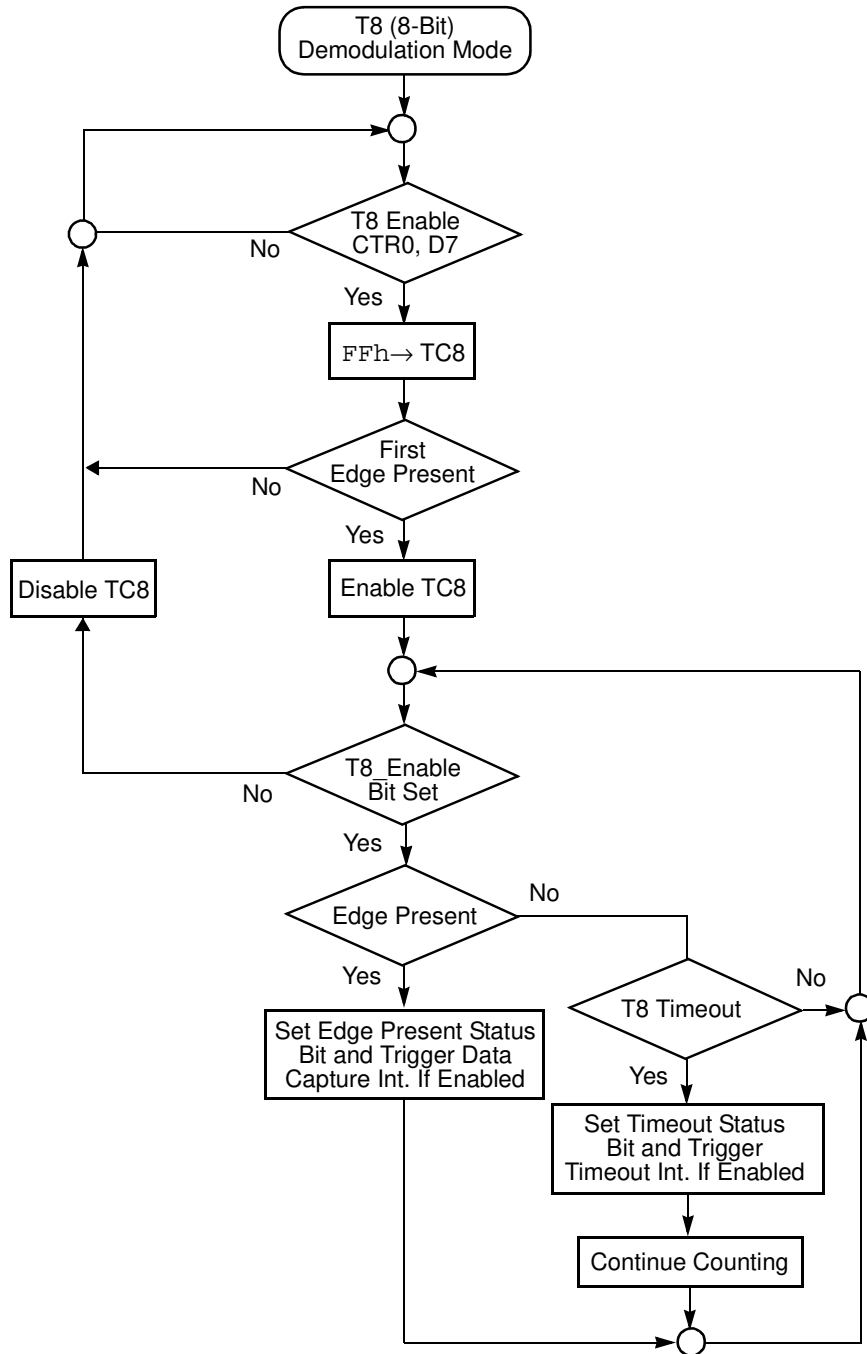 T8 (8-Bit)
Demodulation Mode
T8 Enable
CTR0, D7
No
Yes
FFh→ TC8
First
Edge Present
No
Yes
Disable TC8
Enable TC8
T8_Enable
Bit Set
No
Yes
Edge Present
No
Yes
T8 Timeout
No
Set Edge Present Status
Bit and Trigger Data
Capture Int. If Enabled
Yes
Set Timeout Status
Bit and Trigger
Timeout Int. If Enabled
Continue Counting